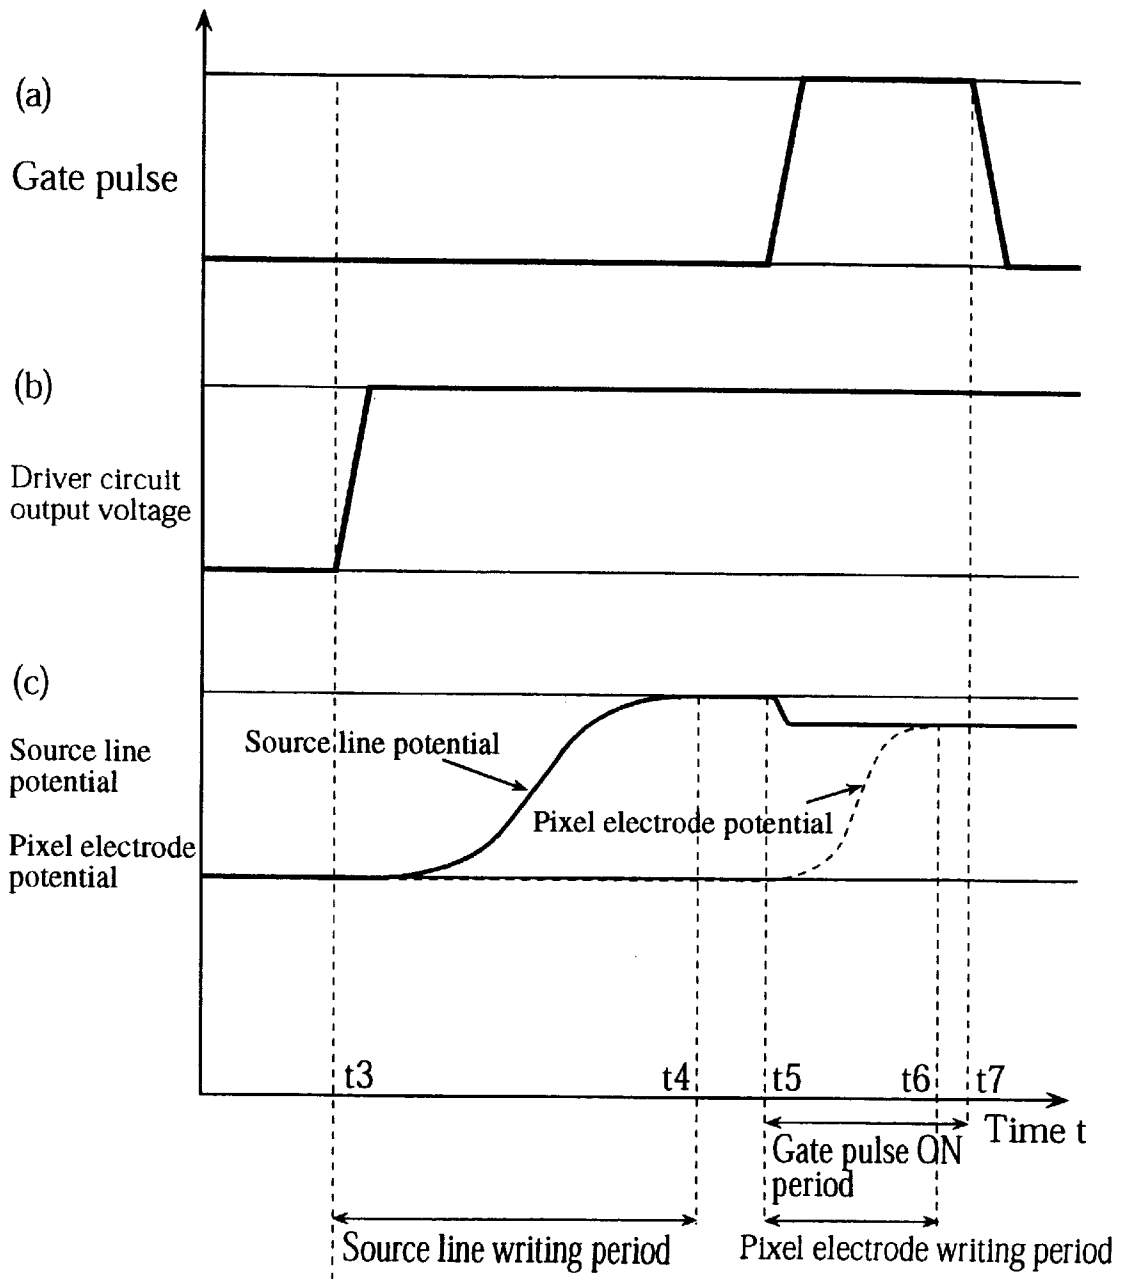 (a)
Gate pulse
(b)
Driver circuit
output voltage
(c)
Source line
potential
Source line potential
Pixel electrode potential
Pixel electrode
potential
t3
t4
t5
t6
t7
Time t
Gate pulse ON
period
Source line writing period
Pixel electrode writing period